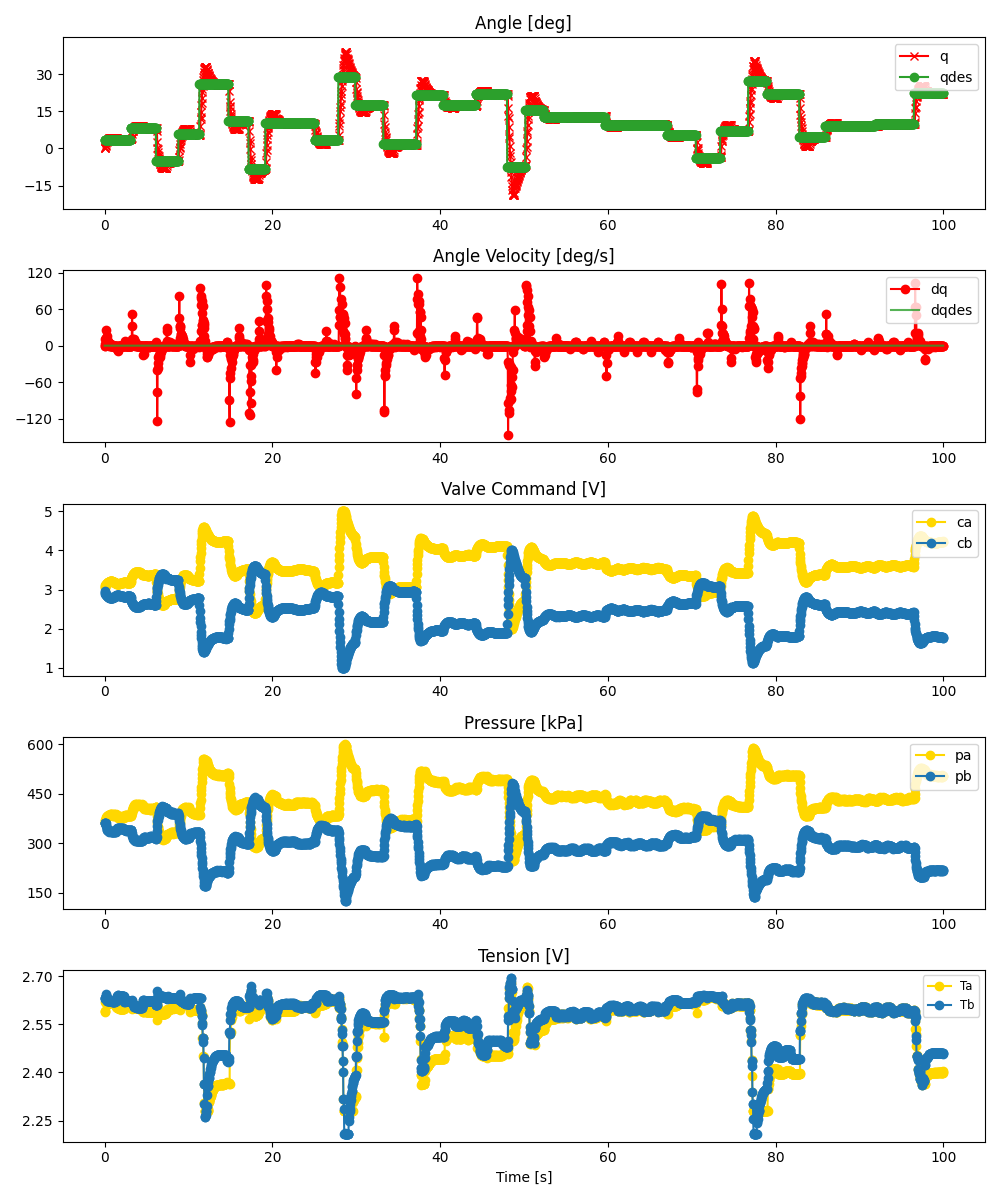 Angle [deg]
30
15
0
−15
q
qdes
0 20 40 60 80 100
Angle Velocity [deg/s]
120
60
0
−60
−120
dq
dqdes
0 20 40 60 80 100
Valve Command [V]
5
4
3
2
1
ca
cb
0 20 40 60 80 100
Pressure [kPa]
600
450
300
150
pa
pb
0 20 40 60 80 100
Tension [V]
2.70
2.55
2.40
2.25
Ta
Tb
0 20 40 60 80 100
Time [s]